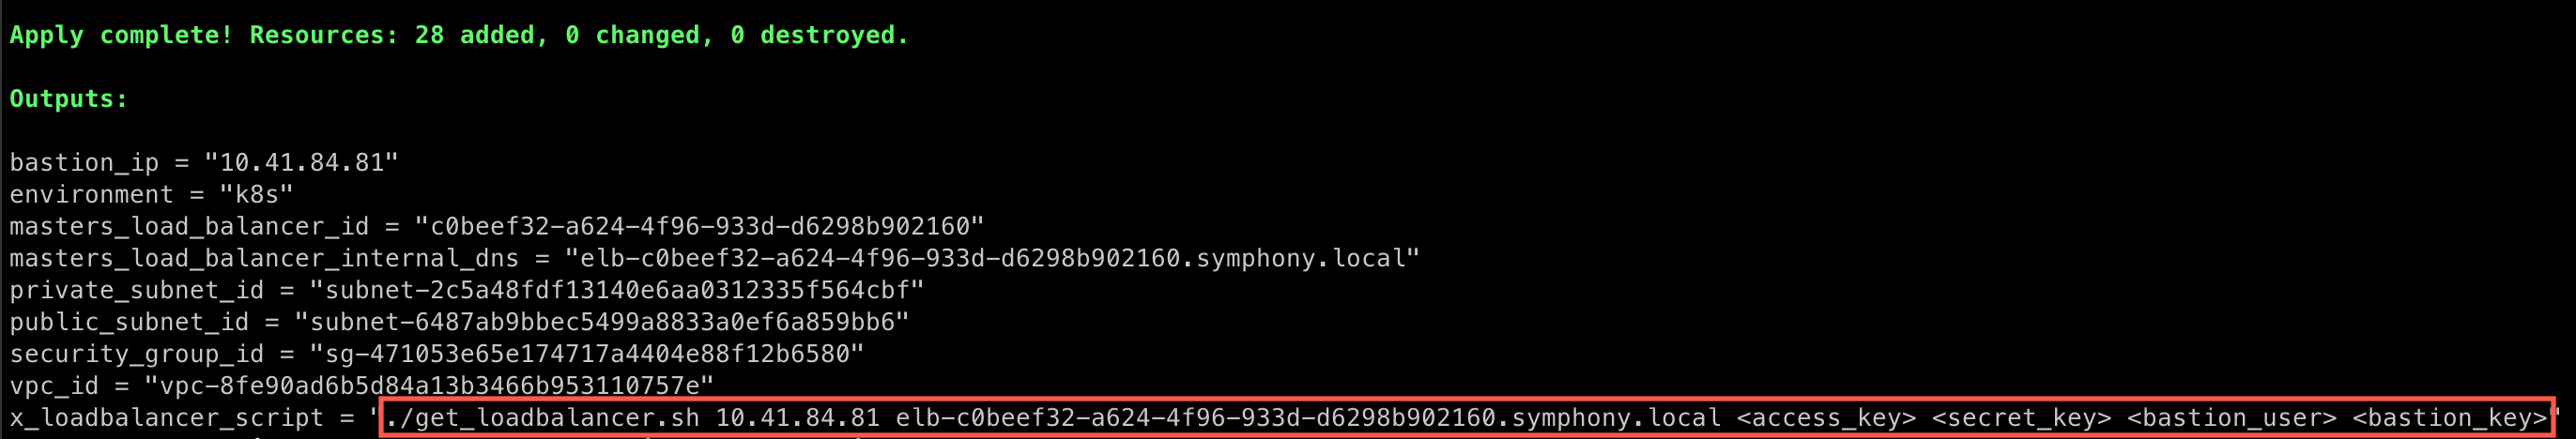 Apply complete! Resources: 28 added, 0 changed, 0 destroyed.
Outputs:
bastion_ip = "10.41.84.81"
environment = "k8s"
masters_load_balancer_id = "c0beef32-a624-4f96-933d-d6298b902160"
masters_load_balancer_internal_dns = "elb-c0beef32-a624-4f96-933d-d6298b902160.symphony.local"
private_subnet_id = "subnet-2c5a48fdf13140e6aa0312335f564cbf"
public_subnet_id = "subnet-6487ab9bbec5499a8833a0ef6a859bb6"
security_group_id = "sg-471053e65e174717a4404e88f12b6580"
vpc_id = "vpc-8fe90ad6b5d84a13b3466b953110757e"
x_loadbalancer_script = "./get_loadbalancer.sh 10.41.84.81 elb-c0beef32-a624-4f96-933d-d6298b902160.symphony.local <access_key> <secret_key> <bastion_user> <bastion_key>"